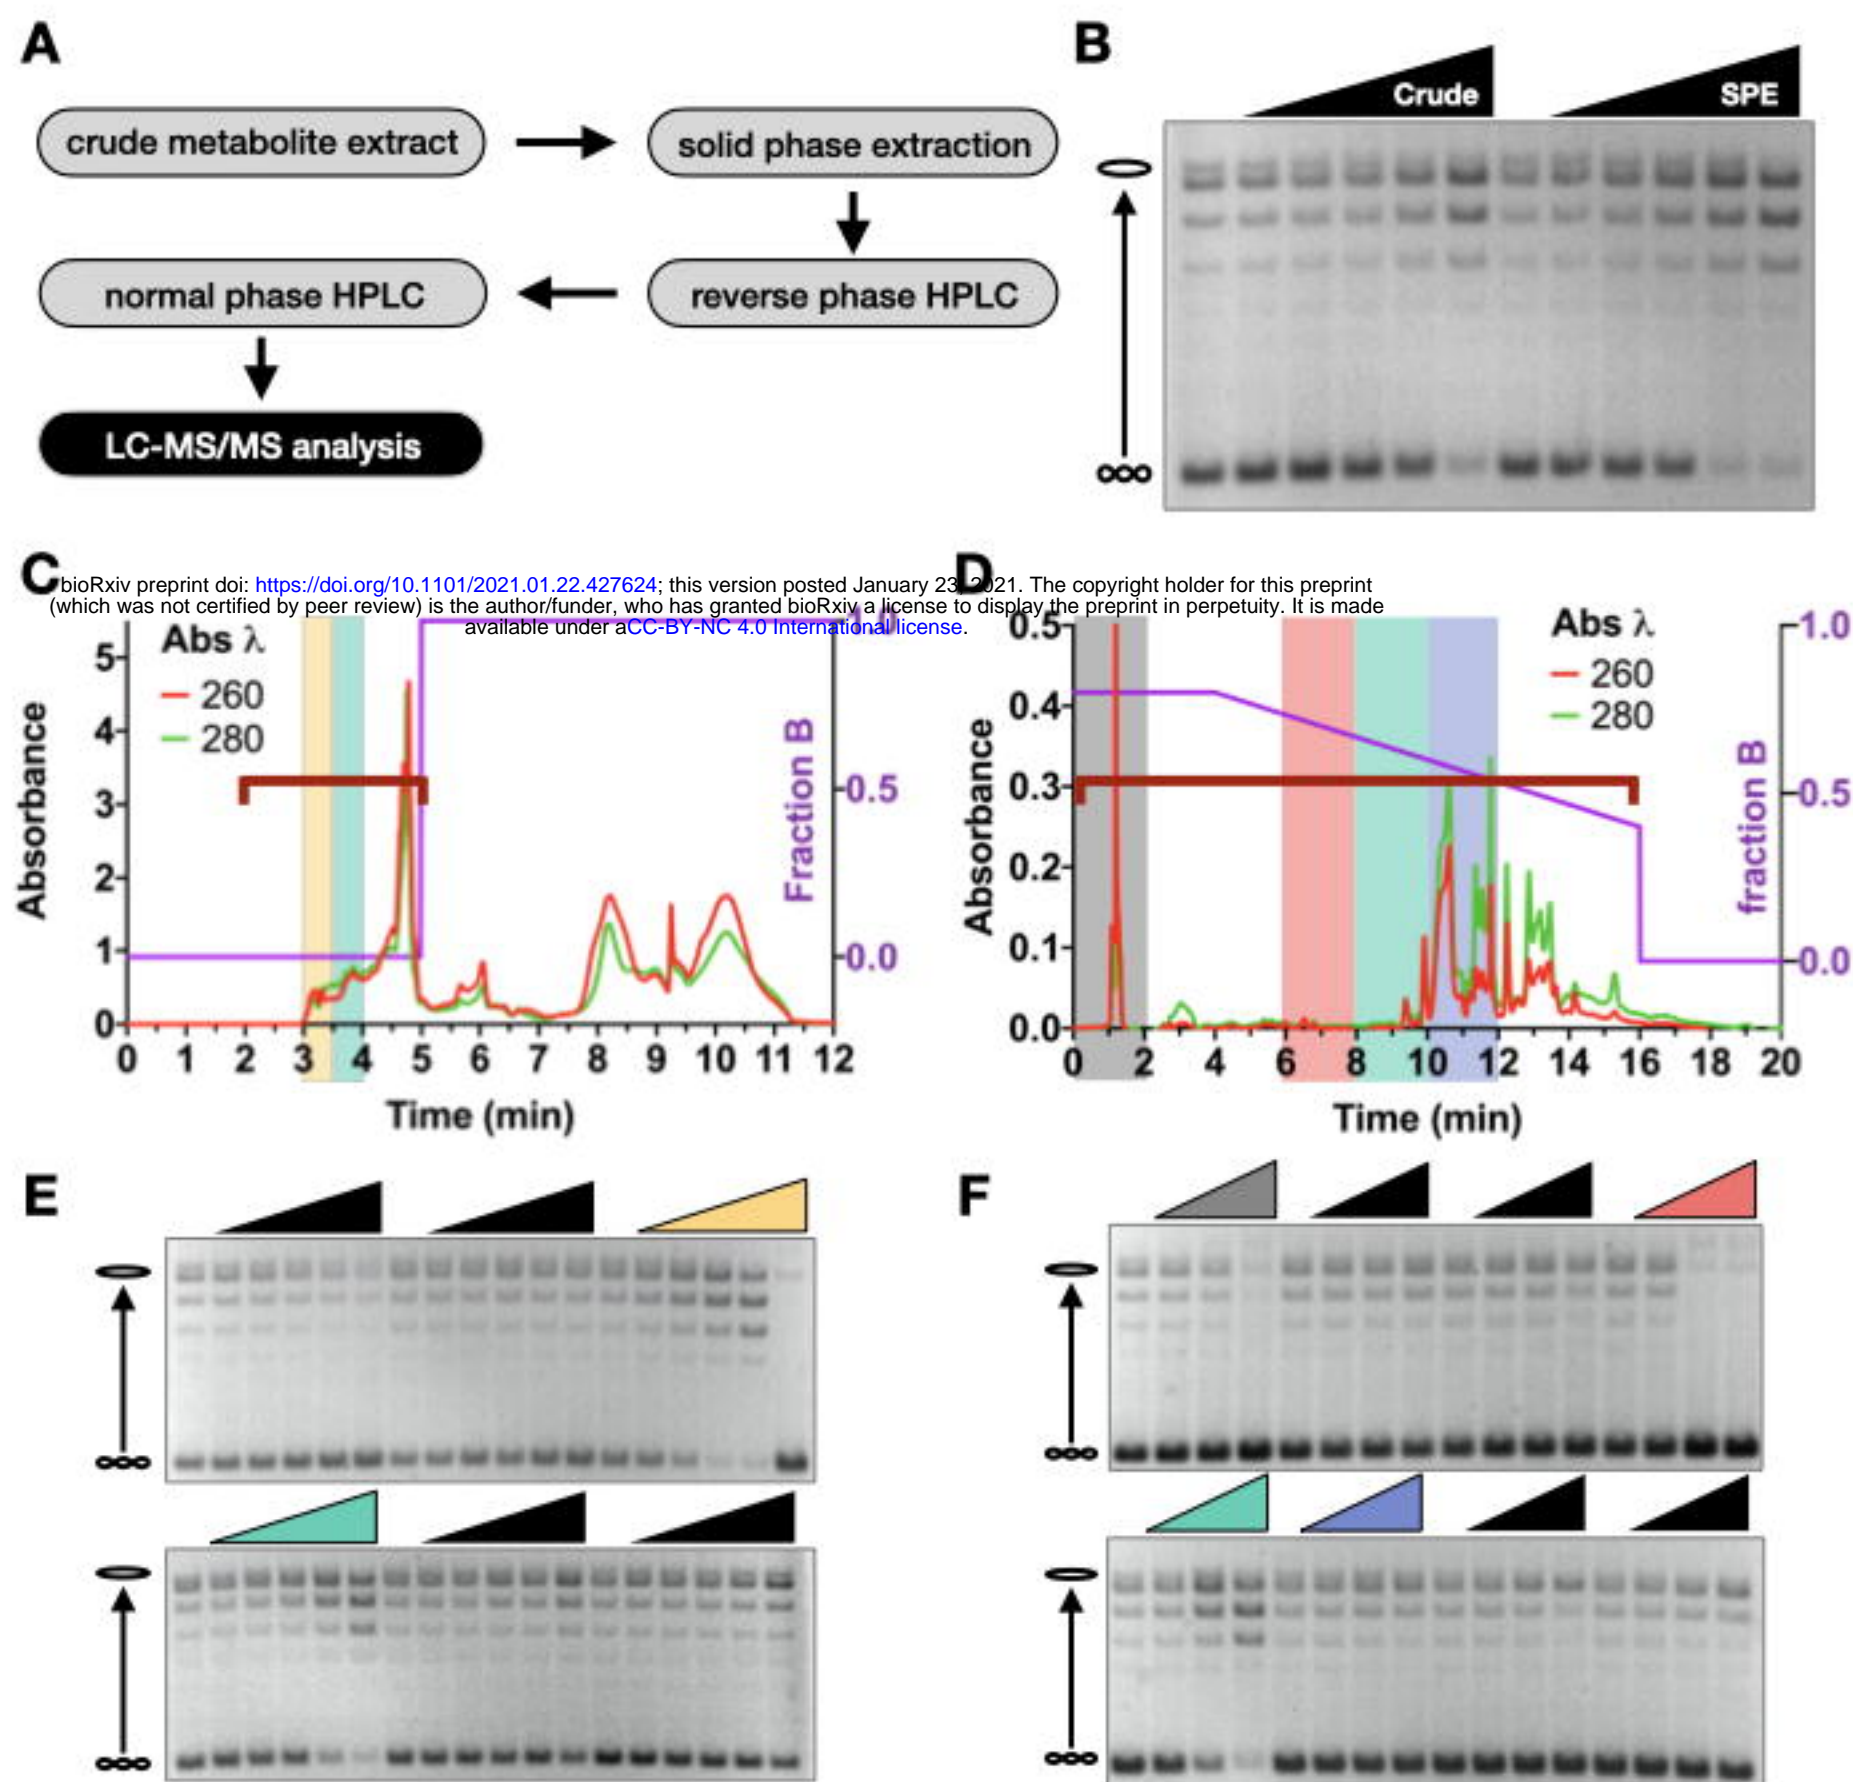 A
crude metabolite extract
solid phase extraction
normal phase HPLC
reverse phase HPLC
LC-MS/MS analysis
B
Crude
SPE
C
D
bioRxiv preprint doi: https://doi.org/10.1101/2021.01.22.427624; this version posted January 23, 2021. The copyright holder for this preprint
(which was not certified by peer review) is the author/funder, who has granted bioRxiv a license to display the preprint in perpetuity. It is made
available under aCC-BY-NC 4.0 International license.
Abs λ
260
280
Absorbance
5
4
3
2
1
0
0 1 2 3 4 5 6 7 8 9 10 11 12
Time (min)
1.0
0.5
0.0
Fraction B
Abs λ
260
280
Absorbance
0.5
0.4
0.3
0.2
0.1
0.0
0 2 4 6 8 10 12 14 16 18 20
Time (min)
1.0
0.5
0.0
fraction B
E
F